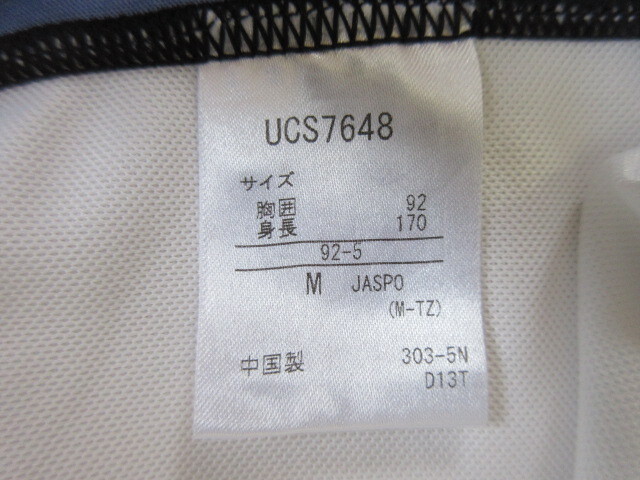 UCS7648
サイズ
胸囲 92
身長 170
92-5
M JASPO
(M-TZ)
中国製 303-5N
D13T